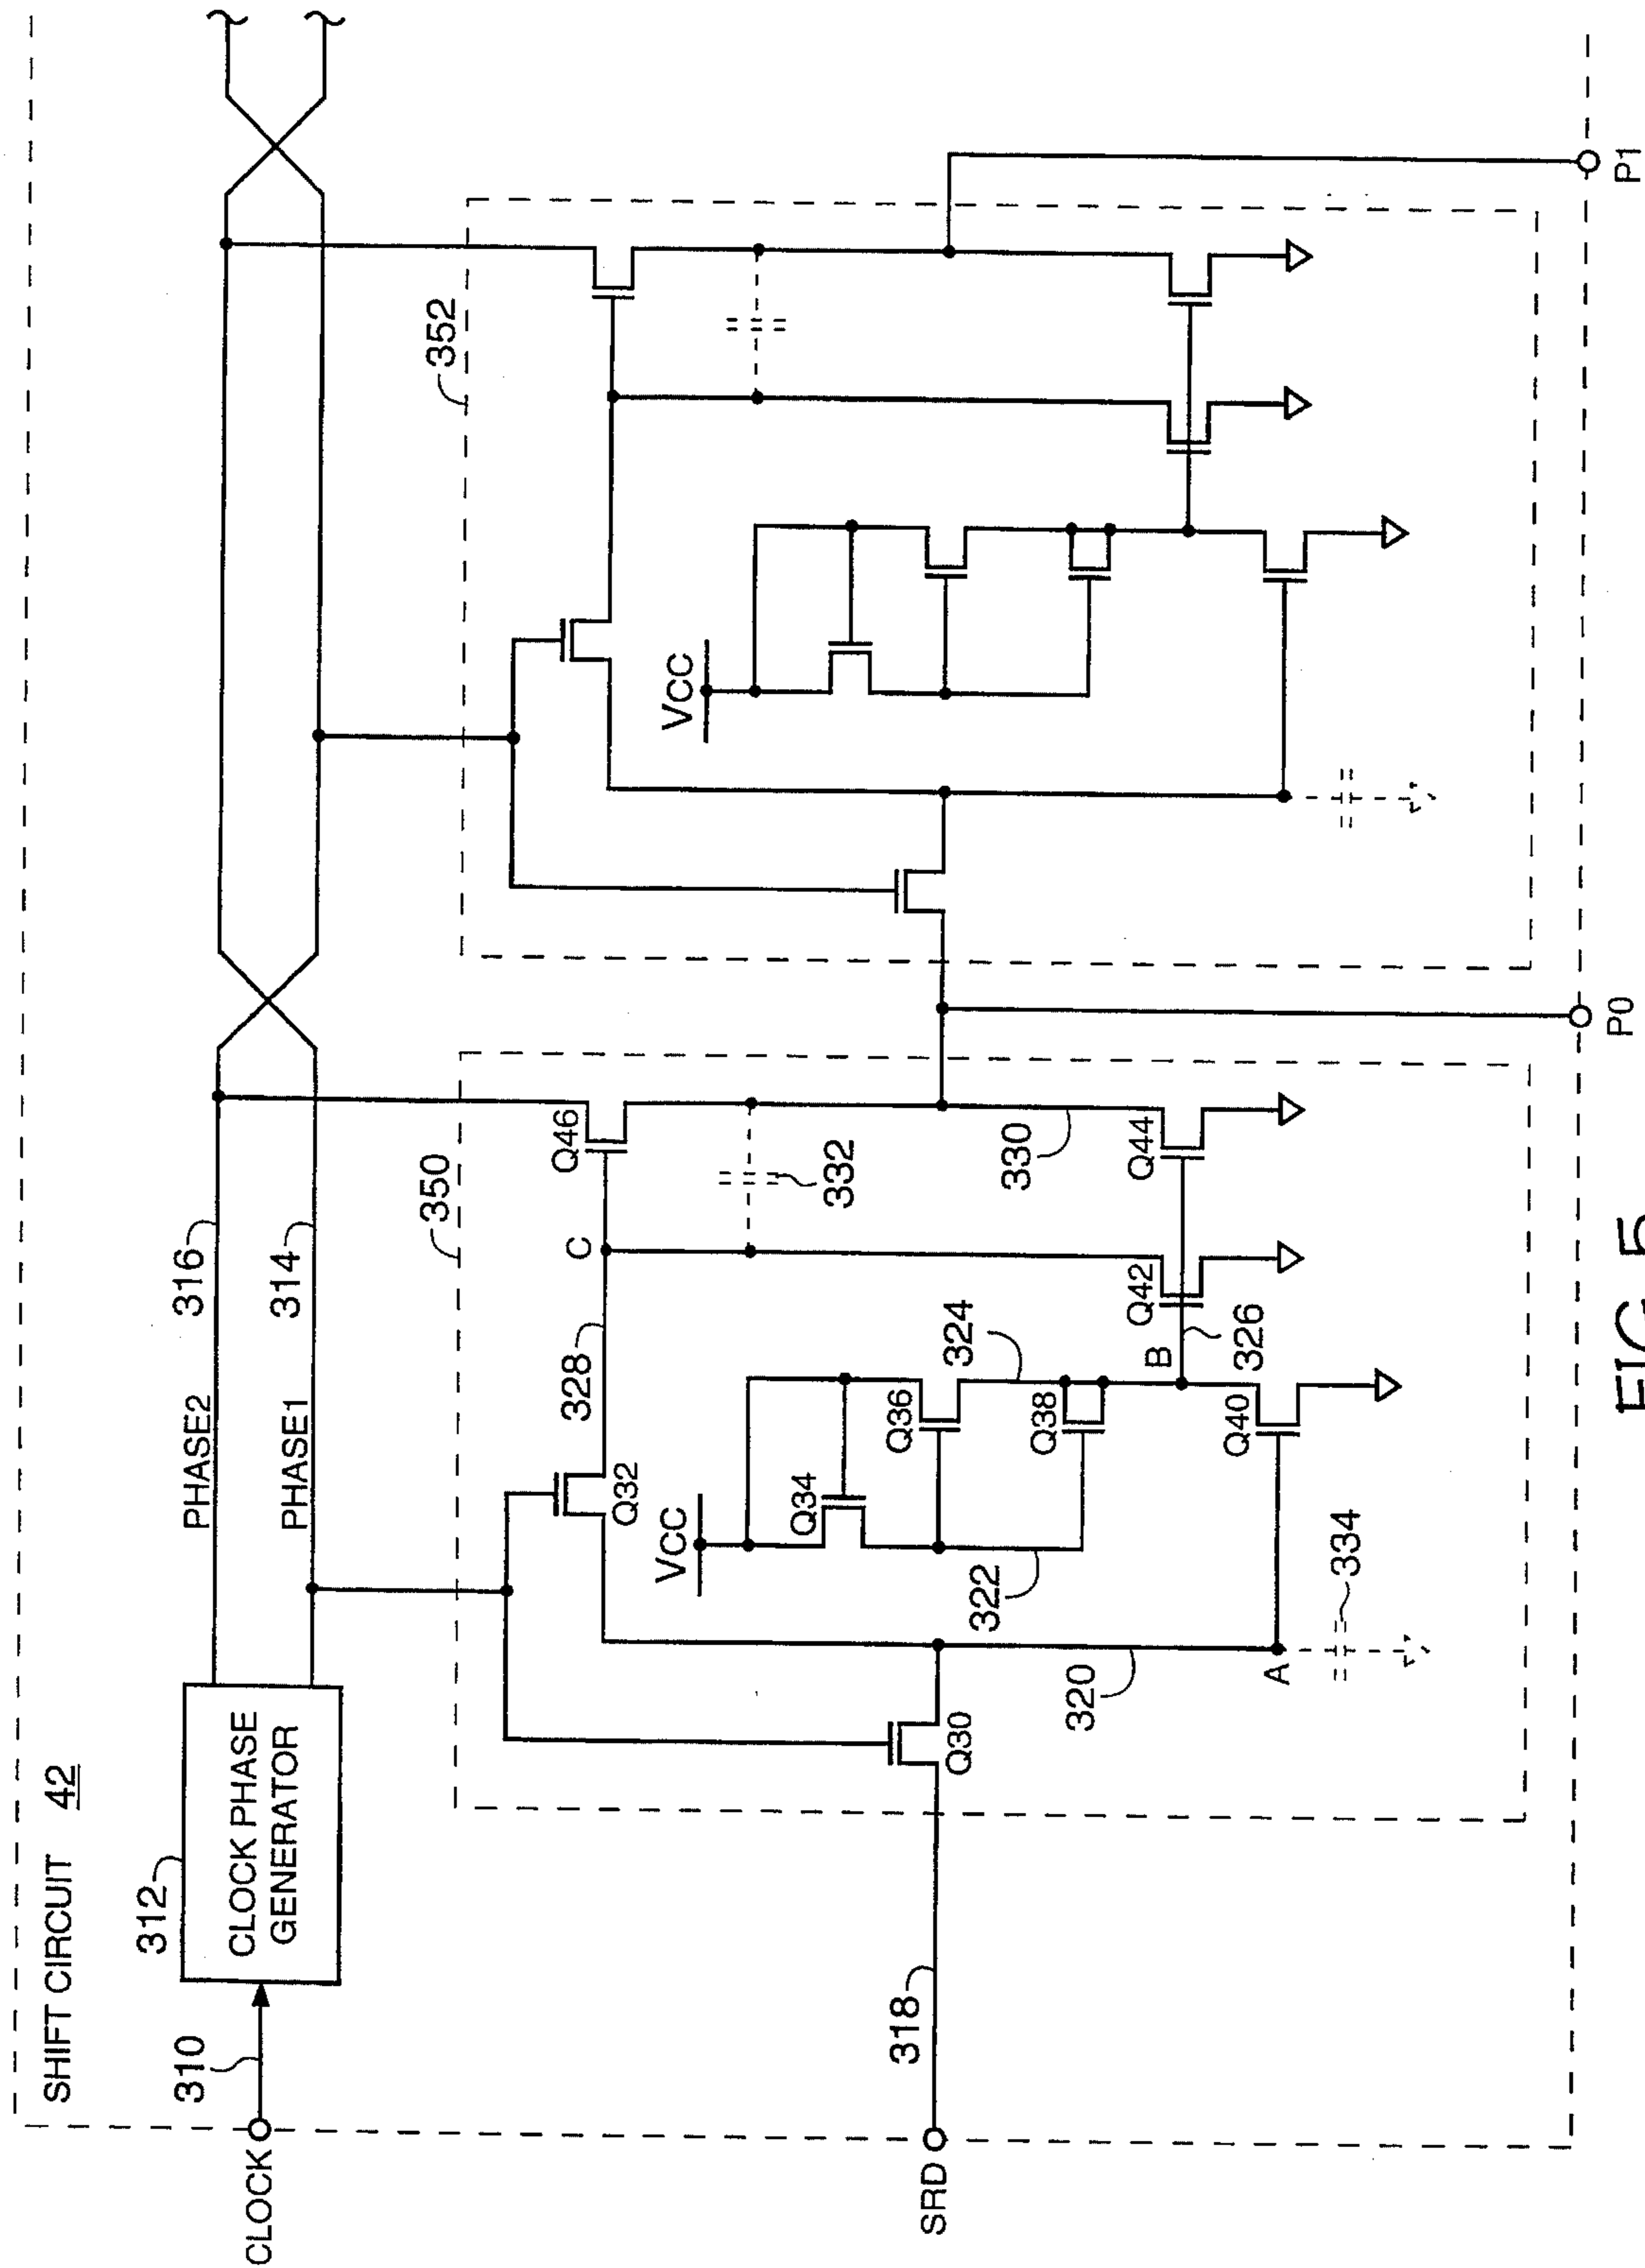 SHIFT CIRCUIT 42
CLOCK
310
312
CLOCK PHASE
GENERATOR
PHASE2
316
PHASE1
314
350
352
SRD
318
Q30
320
A
334
Q32
328
C
Q46
VCC
Q34
322
Q36
324
Q38
B
326
Q40
Q42
Q44
332
330
VCC
P0
P1
FIG 5